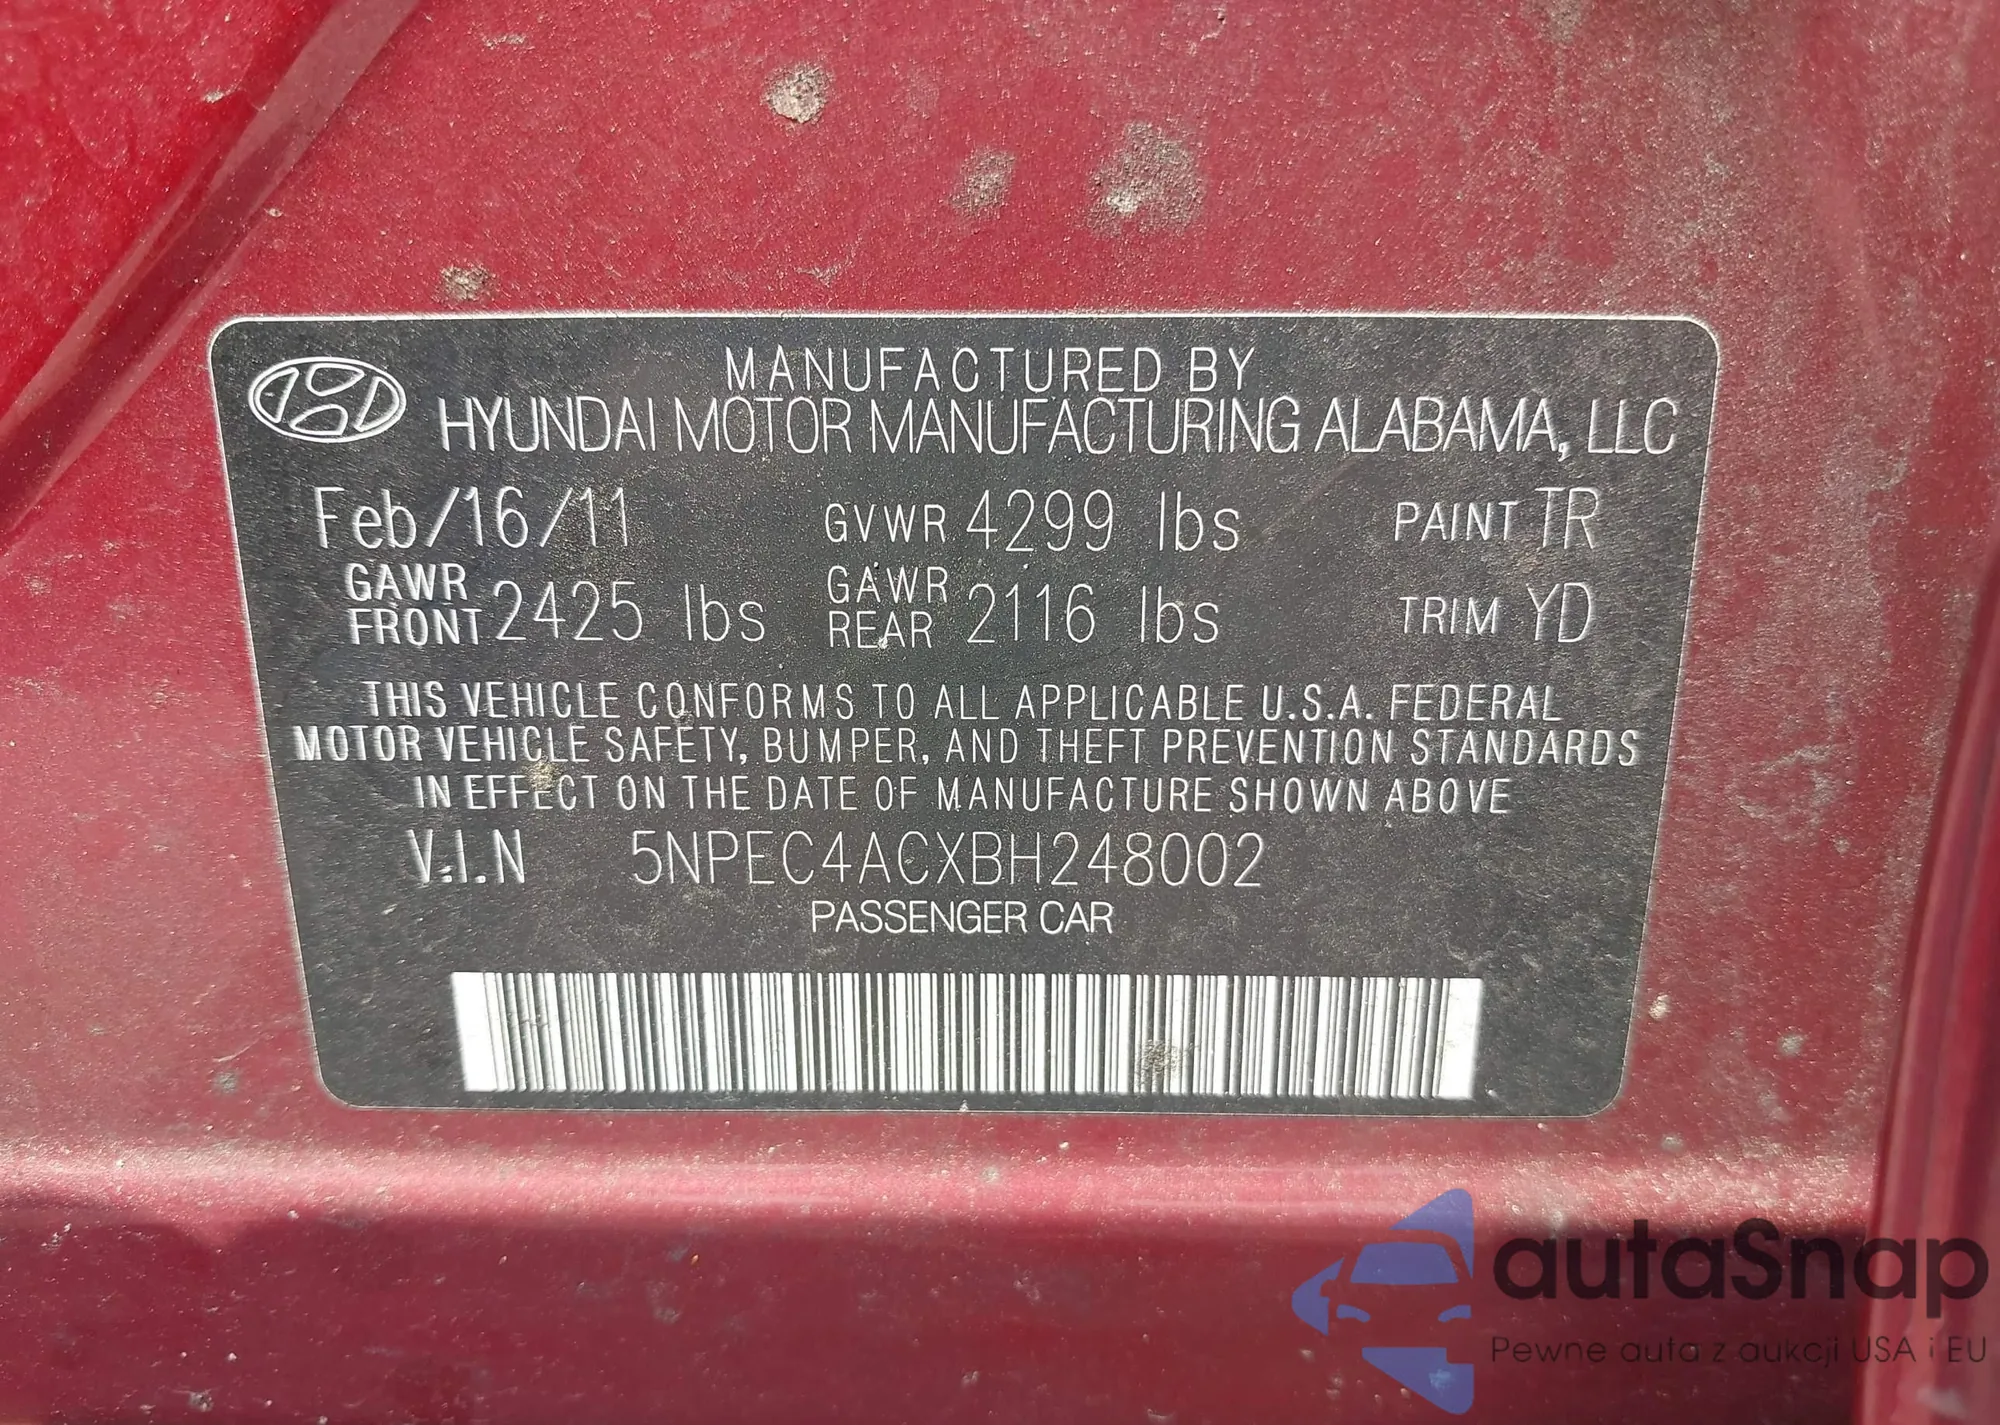 MANUFACTURED BY
HYUNDAI MOTOR MANUFACTURING ALABAMA, LLC
Feb/16/11 GVWR 4299 lbs PAINT TR
GAWR FRONT 2425 lbs GAWR REAR 2116 lbs TRIM YD
THIS VEHICLE CONFORMS TO ALL APPLICABLE U.S.A. FEDERAL
MOTOR VEHICLE SAFETY, BUMPER, AND THEFT PREVENTION STANDARDS
IN EFFECT ON THE DATE OF MANUFACTURE SHOWN ABOVE
V.I.N 5NPEC4ACXBH248002
PASSENGER CAR
autaSnap
Pewne auta z aukcji USA i EU